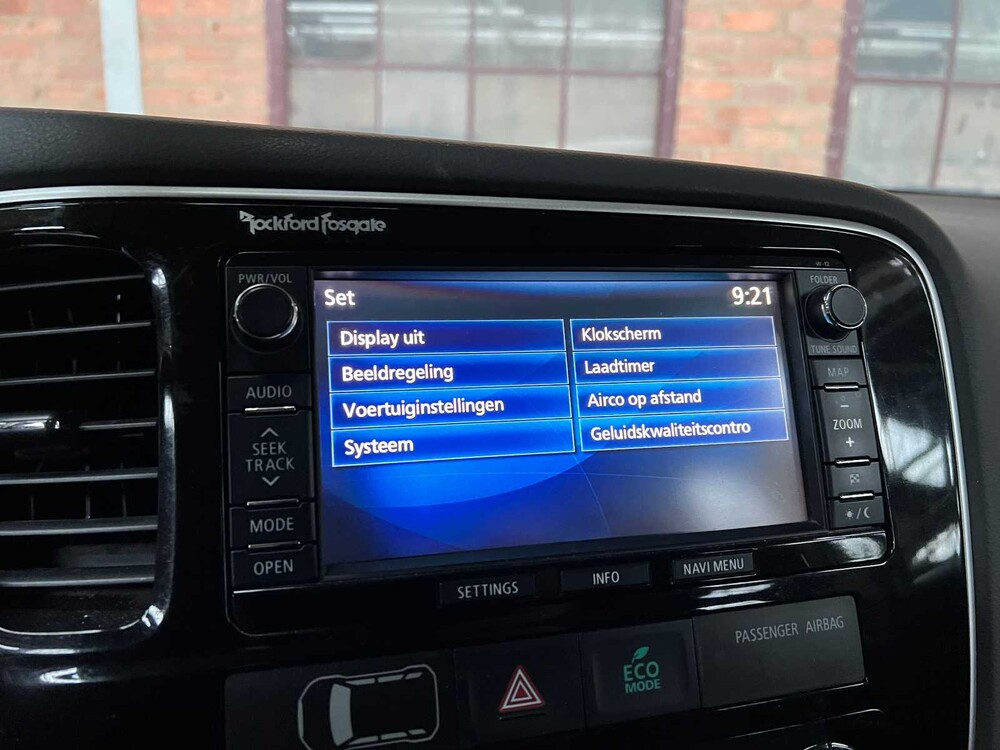 Rockford Fosgate
W-12
PWR/VOL
AUDIO
SEEK
TRACK
MODE
OPEN
Set
9:21
Display uit
Beeldregeling
Voertuiginstellingen
Systeem
Klokscherm
Laadtimer
Airco op afstand
Geluidskwaliteitscontro
FOLDER
TUNE SOUND
MAP
-
ZOOM
+
/
SETTINGS
INFO
NAVI MENU
ECO
MODE
PASSENGER AIRBAG